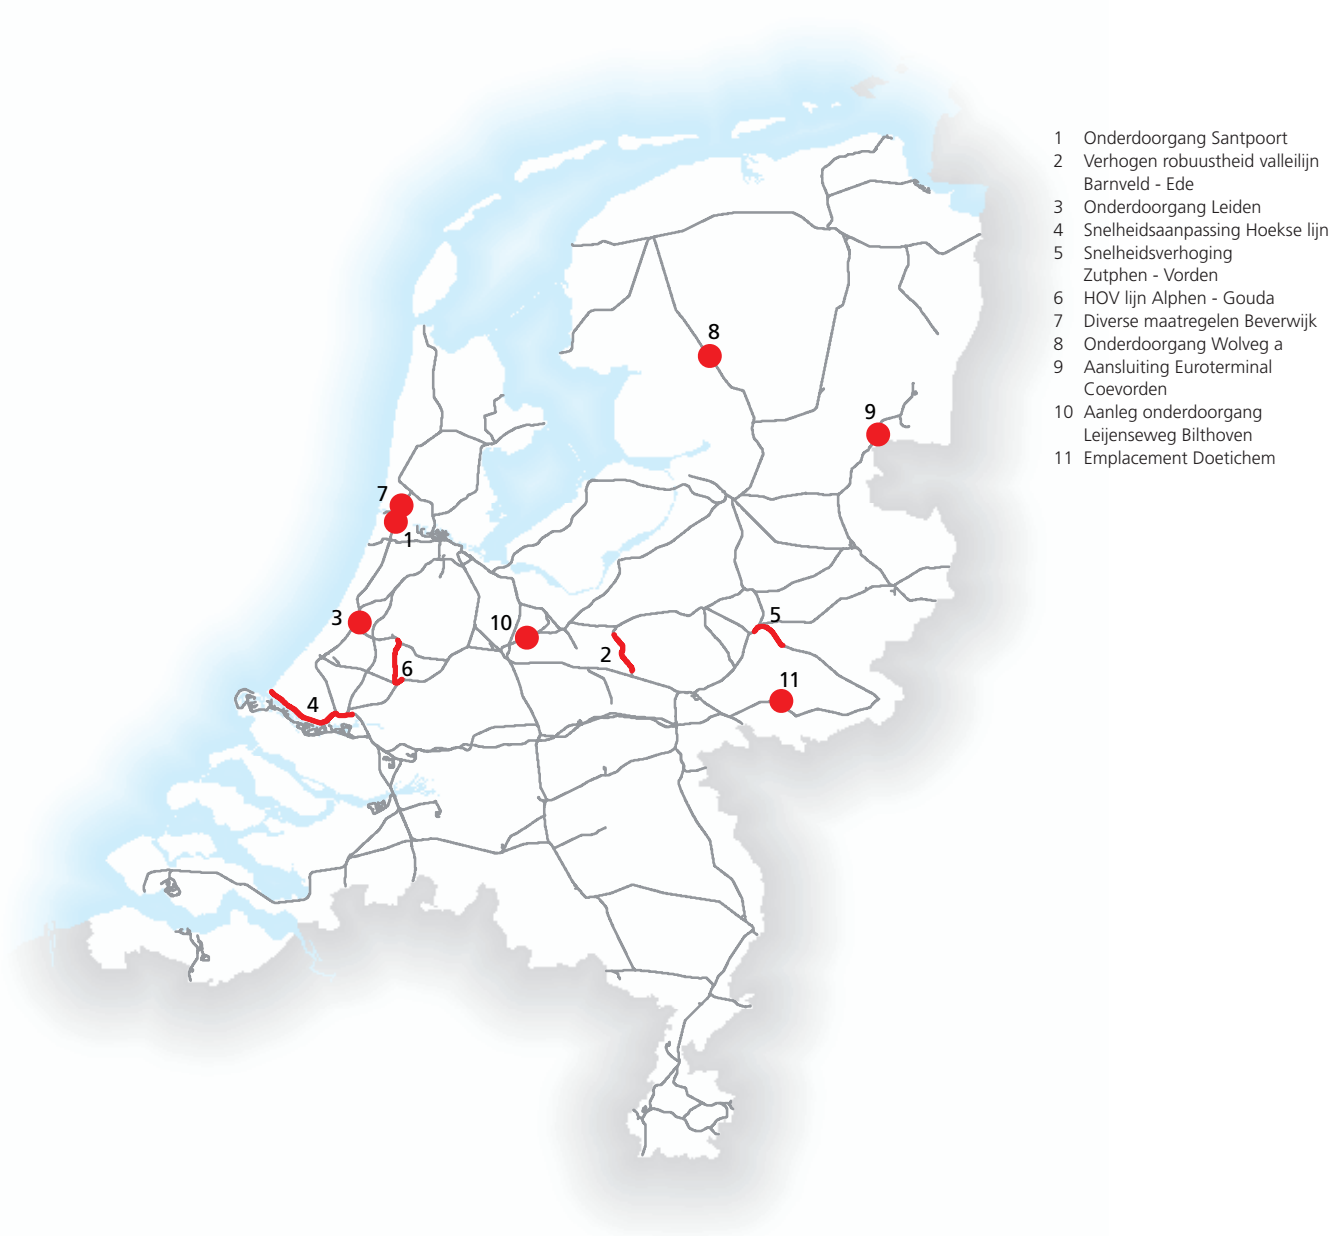 8
9
7
1
3
10
5
2
6
11
4
1 Onderdoorgang Santpoort
2 Verhogen robuustheid valleilijn
Barnveld - Ede
3 Onderdoorgang Leiden
4 Snelheidsaanpassing Hoekse lijn
5 Snelheidsverhoging
Zutphen - Vorden
6 HOV lijn Alphen - Gouda
7 Diverse maatregelen Beverwijk
8 Onderdoorgang Wolveg a
9 Aansluiting Euroterminal
Coevorden
10 Aanleg onderdoorgang
Leijenseweg Bilthoven
11 Emplacement Doetichem